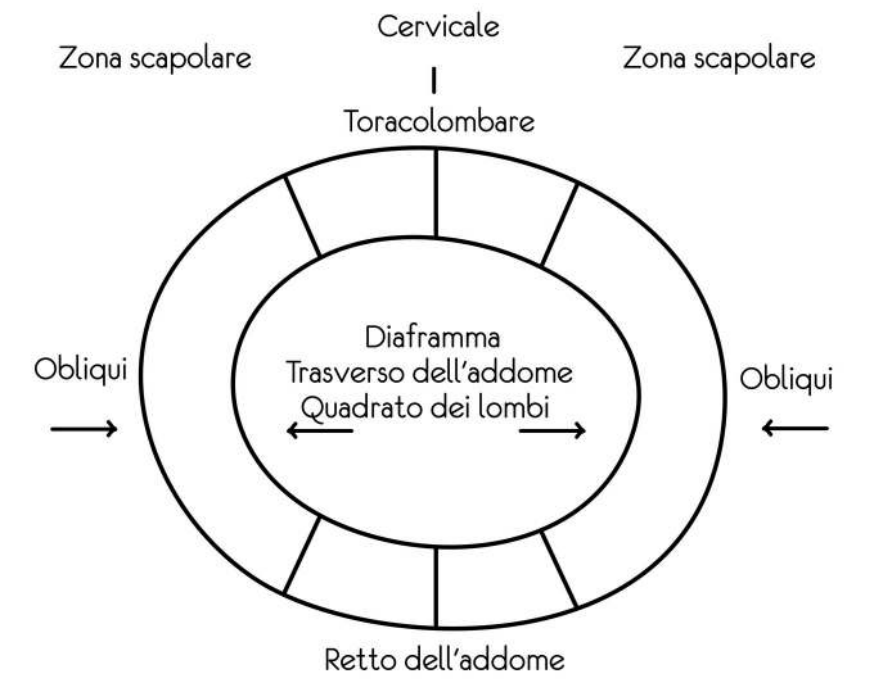 Cervicale
Zona scapolare
Zona scapolare
Toracolombare
Diaframma
Trasverso dell'addome
Quadrato dei lombi
Obliqui
Obliqui
Retto dell'addome